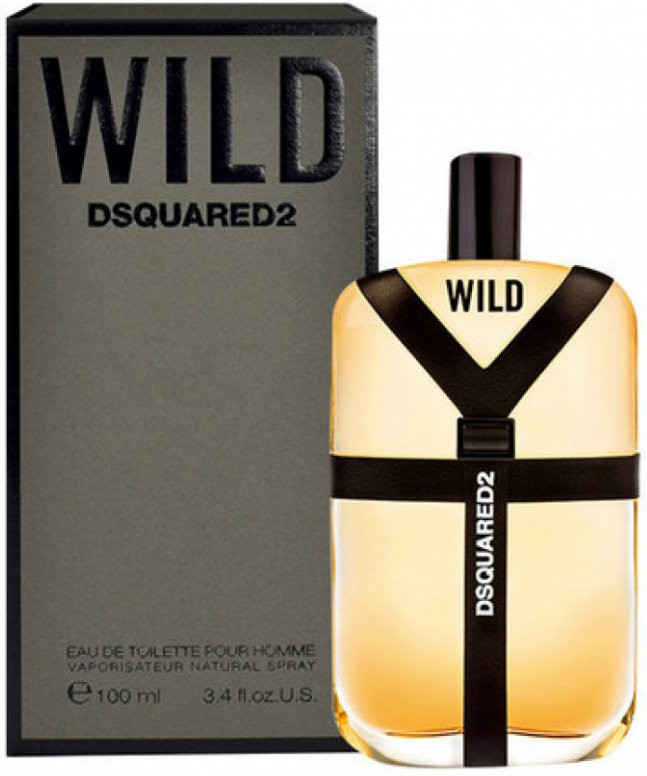 WILD
DSQUARED2
EAU DE TOILETTE POUR HOMME
VAPORISATEUR NATURAL SPRAY
℮ 100 ml 3.4 fl.oz.U.S.
WILD
DSQUARED2